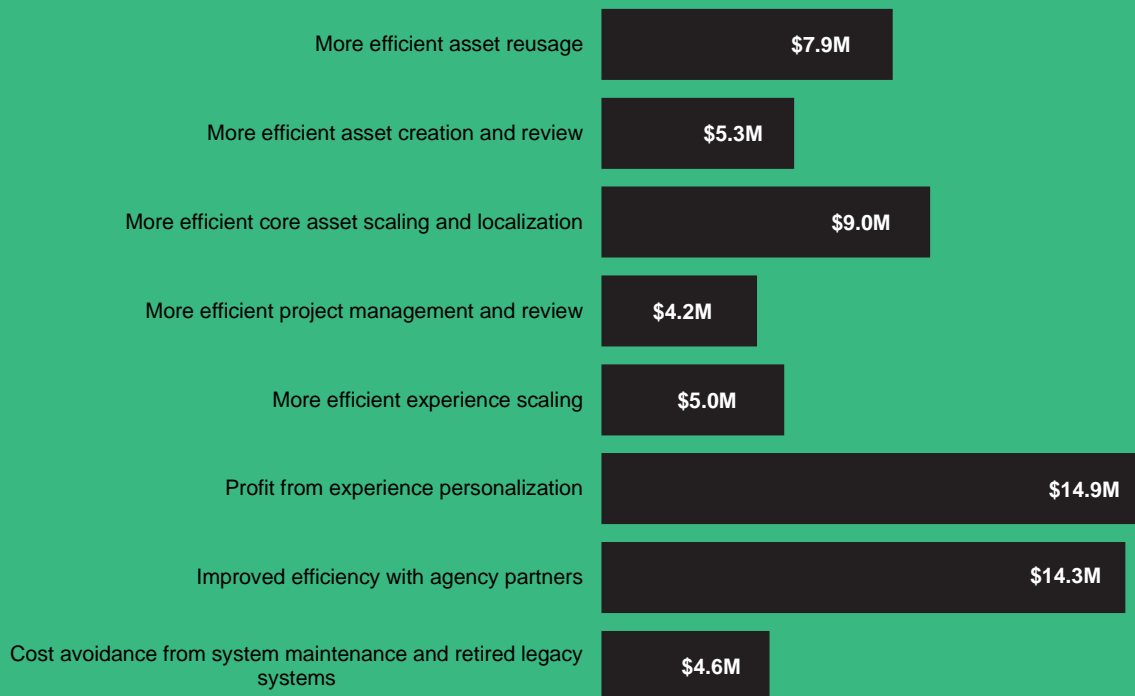 More efficient asset reusage
$7.9M
More efficient asset creation and review
$5.3M
More efficient core asset scaling and localization
$9.0M
More efficient project management and review
$4.2M
More efficient experience scaling
$5.0M
Profit from experience personalization
$14.9M
Improved efficiency with agency partners
$14.3M
Cost avoidance from system maintenance and retired legacy
systems
$4.6M